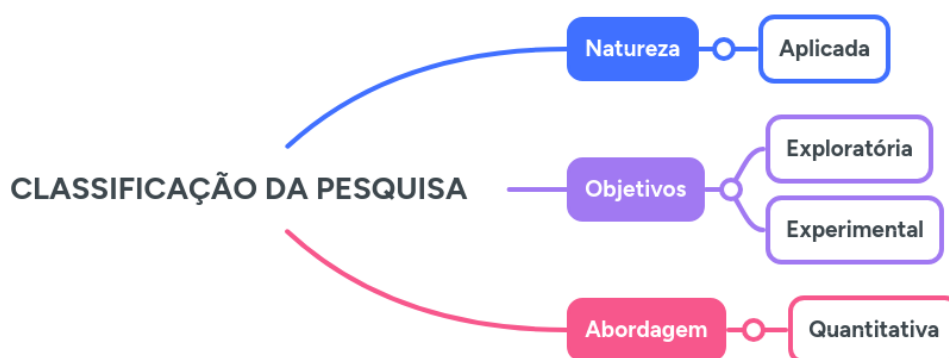 CLASSIFICAÇÃO DA PESQUISA
Natureza
Aplicada
Objetivos
Exploratória
Experimental
Abordagem
Quantitativa